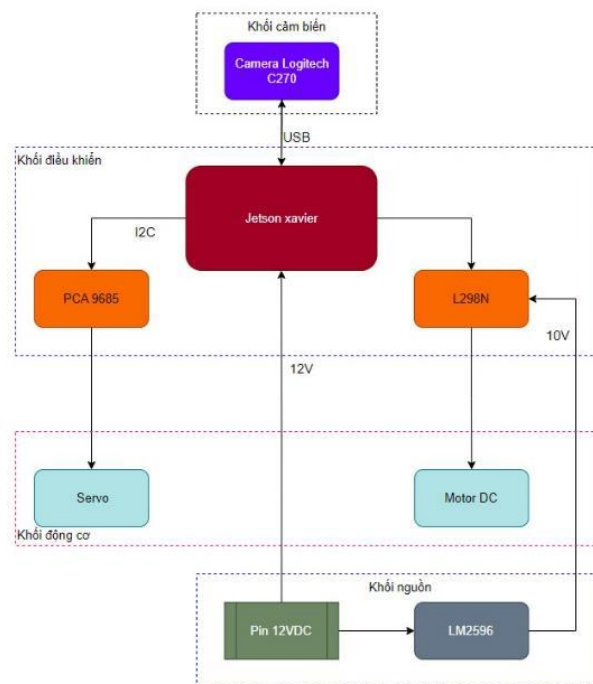 Khối cảm biến
Camera Logitech
C270
USB
Khối điều khiển
Jetson xavier
I2C
PCA 9685
L298N
10V
12V
Servo
Motor DC
Khối động cơ
Khối nguồn
Pin 12VDC
LM2596